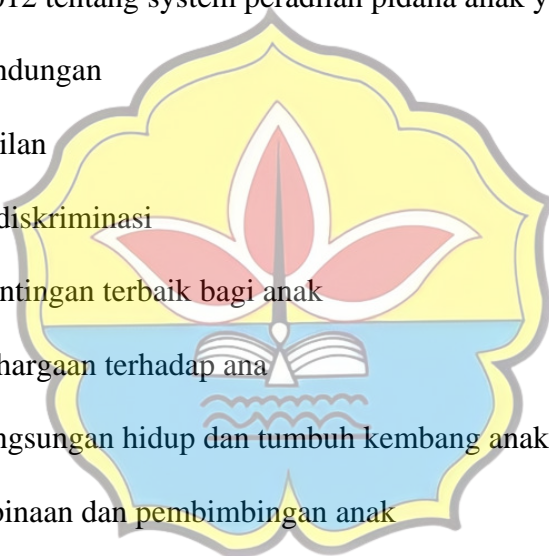 012 tentang system peradilan pidana anak y
ndungan
ilan
diskriminasi
ntingan terbaik bagi anak
hargaan terhadap ana
ngsungan hidup dan tumbuh kembang anak
binaan dan pembimbingan anak